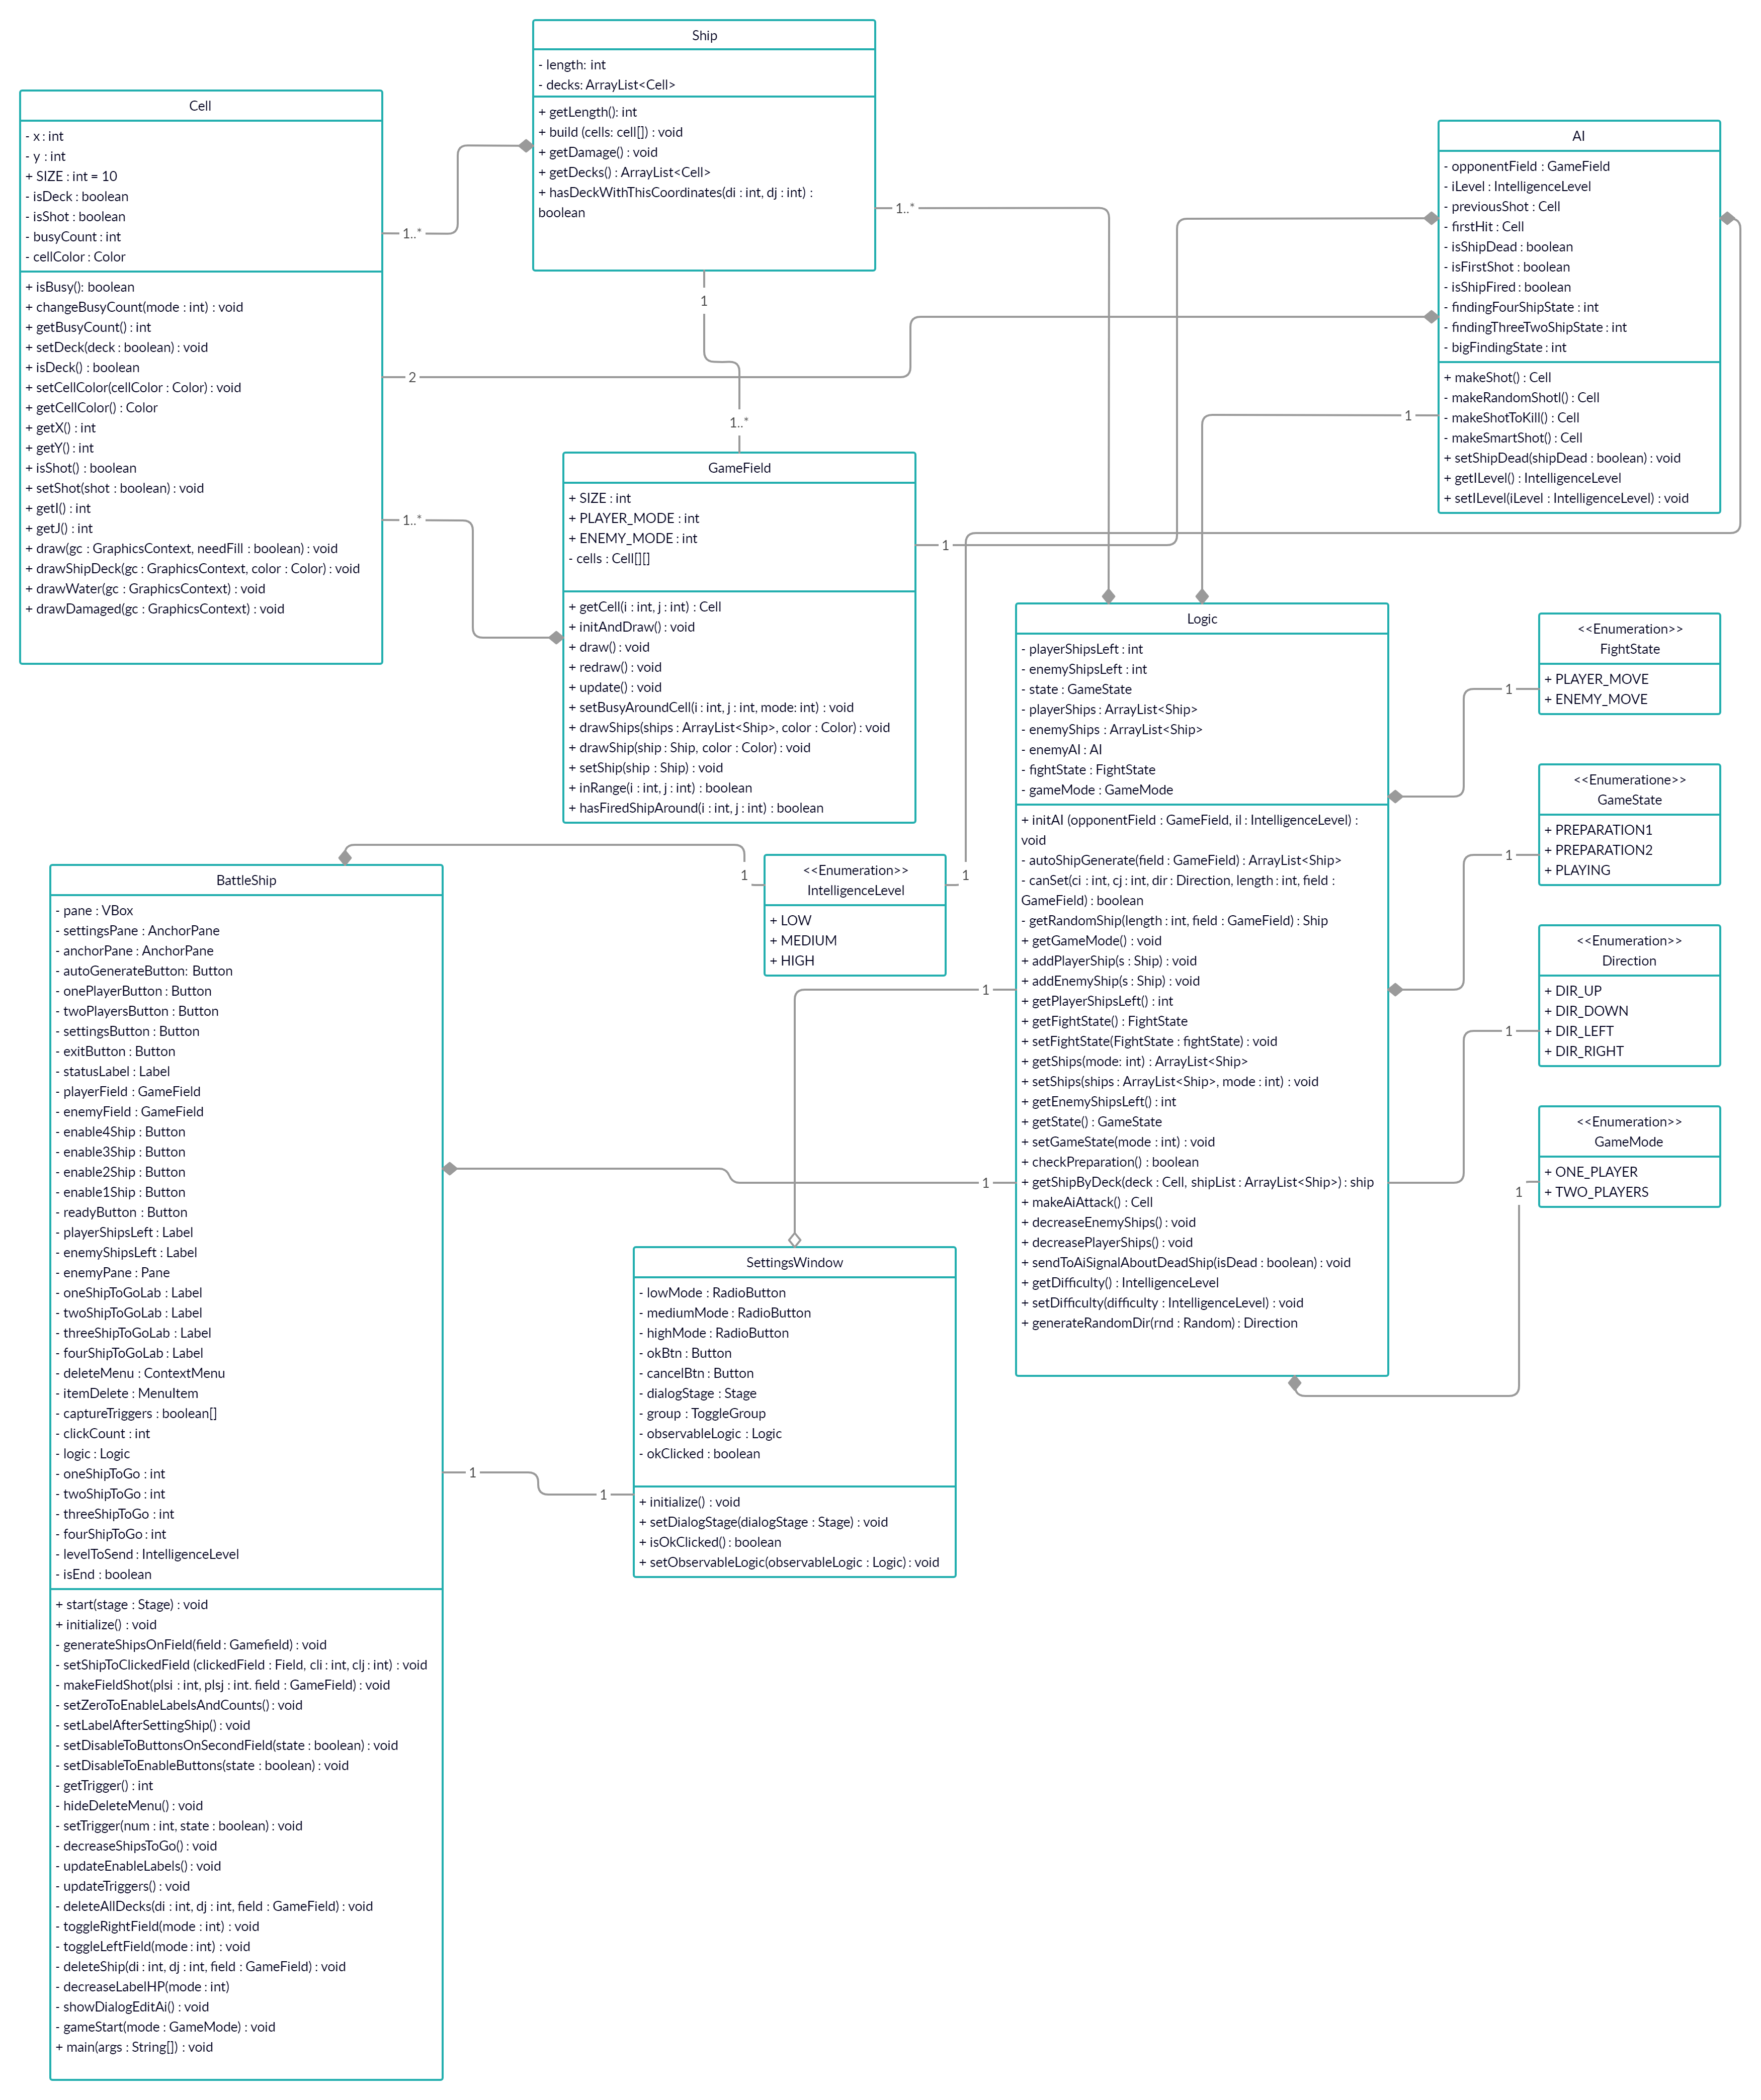 Ship
- length: int
- decks: ArrayList<Cell>
+ getLength(): int
+ build (cells: cell[]) : void
+ getDamage() : void
+ getDecks() : ArrayList<Cell>
+ hasDeckWithThisCoordinates(di : int, dj : int) :
boolean
Cell
- x : int
- y : int
+ SIZE : int = 10
- isDeck : boolean
- isShot : boolean
- busyCount : int
- cellColor : Color
+ isBusy(): boolean
+ changeBusyCount(mode : int) : void
+ getBusyCount() : int
+ setDeck(deck : boolean) : void
+ isDeck() : boolean
+ setCellColor(cellColor : Color) : void
+ getCellColor() : Color
+ getX() : int
+ getY() : int
+ isShot() : boolean
+ setShot(shot : boolean) : void
+ getI() : int
+ getJ() : int
+ draw(gc : GraphicsContext, needFill : boolean) : void
+ drawShipDeck(gc : GraphicsContext, color : Color) : void
+ drawWater(gc : GraphicsContext) : void
+ drawDamaged(gc : GraphicsContext) : void
1..*
2
1..*
1..*
1
1..*
AI
- opponentField : GameField
- iLevel : IntelligenceLevel
- previousShot : Cell
- firstHit : Cell
- isShipDead : boolean
- isFirstShot : boolean
- isShipFired : boolean
- findingFourShipState : int
- findingThreeTwoShipState : int
- bigFindingState : int
+ makeShot() : Cell
- makeRandomShotl() : Cell
- makeShotToKill() : Cell
- makeSmartShot() : Cell
+ setShipDead(shipDead : boolean) : void
+ getILevel() : IntelligenceLevel
+ setILevel(iLevel : IntelligenceLevel) : void
1
GameField
+ SIZE : int
+ PLAYER_MODE : int
+ ENEMY_MODE : int
- cells : Cell[][]
+ getCell(i : int, j : int) : Cell
+ initAndDraw() : void
+ draw() : void
+ redraw() : void
+ update() : void
+ setBusyAroundCell(i : int, j : int, mode: int) : void
+ drawShips(ships : ArrayList<Ship>, color : Color) : void
+ drawShip(ship : Ship, color : Color) : void
+ setShip(ship : Ship) : void
+ inRange(i : int, j : int) : boolean
+ hasFiredShipAround(i : int, j : int) : boolean
1
Logic
- playerShipsLeft : int
- enemyShipsLeft : int
- state : GameState
- playerShips : ArrayList<Ship>
- enemyShips : ArrayList<Ship>
- enemyAI : AI
- fightState : FightState
- gameMode : GameMode
+ initAI (opponentField : GameField, il : IntelligenceLevel) :
void
- autoShipGenerate(field : GameField) : ArrayList<Ship>
- canSet(ci : int, cj : int, dir : Direction, length : int, field :
GameField) : boolean
- getRandomShip(length : int, field : GameField) : Ship
+ getGameMode() : void
+ addPlayerShip(s : Ship) : void
+ addEnemyShip(s : Ship) : void
+ getPlayerShipsLeft() : int
+ getFightState() : FightState
+ setFightState(FightState : fightState) : void
+ getShips(mode: int) : ArrayList<Ship>
+ setShips(ships : ArrayList<Ship>, mode : int) : void
+ getEnemyShipsLeft() : int
+ getState() : GameState
+ setGameState(mode : int) : void
+ checkPreparation() : boolean
+ getShipByDeck(deck : Cell, shipList : ArrayList<Ship>) : ship
+ makeAiAttack() : Cell
+ decreaseEnemyShips() : void
+ decreasePlayerShips() : void
+ sendToAiSignalAboutDeadShip(isDead : boolean) : void
+ getDifficulty() : IntelligenceLevel
+ setDifficulty(difficulty : IntelligenceLevel) : void
+ generateRandomDir(rnd : Random) : Direction
1
<<Enumeration>>
FightState
+ PLAYER_MOVE
+ ENEMY_MOVE
1
<<Enumeratione>>
GameState
+ PREPARATION1
+ PREPARATION2
+ PLAYING
1
<<Enumeration>>
Direction
+ DIR_UP
+ DIR_DOWN
+ DIR_LEFT
+ DIR_RIGHT
1
<<Enumeration>>
GameMode
+ ONE_PLAYER
+ TWO_PLAYERS
1
<<Enumeration>>
IntelligenceLevel
+ LOW
+ MEDIUM
+ HIGH
1
1
1
BattleShip
- pane : VBox
- settingsPane : AnchorPane
- anchorPane : AnchorPane
- autoGenerateButton: Button
- onePlayerButton : Button
- twoPlayersButton : Button
- settingsButton : Button
- exitButton : Button
- statusLabel : Label
- playerField : GameField
- enemyField : GameField
- enable4Ship : Button
- enable3Ship : Button
- enable2Ship : Button
- enable1Ship : Button
- readyButton : Button
- playerShipsLeft : Label
- enemyShipsLeft : Label
- enemyPane : Pane
- oneShipToGoLab : Label
- twoShipToGoLab : Label
- threeShipToGoLab : Label
- fourShipToGoLab : Label
- deleteMenu : ContextMenu
- itemDelete : MenuItem
- captureTriggers : boolean[]
- clickCount : int
- logic : Logic
- oneShipToGo : int
- twoShipToGo : int
- threeShipToGo : int
- fourShipToGo : int
- levelToSend : IntelligenceLevel
- isEnd : boolean
+ start(stage : Stage) : void
+ initialize() : void
- generateShipsOnField(field : Gamefield) : void
- setShipToClickedField (clickedField : Field, cli : int, clj : int) : void
- makeFieldShot(plsi : int, plsj : int. field : GameField) : void
- setZeroToEnableLabelsAndCounts() : void
- setLabelAfterSettingShip() : void
- setDisableToButtonsOnSecondField(state : boolean) : void
- setDisableToEnableButtons(state : boolean) : void
- getTrigger() : int
- hideDeleteMenu() : void
- setTrigger(num : int, state : boolean) : void
- decreaseShipsToGo() : void
- updateEnableLabels() : void
- updateTriggers() : void
- deleteAllDecks(di : int, dj : int, field : GameField) : void
- toggleRightField(mode : int) : void
- toggleLeftField(mode : int) : void
- deleteShip(di : int, dj : int, field : GameField) : void
- decreaseLabelHP(mode : int)
- showDialogEditAi() : void
- gameStart(mode : GameMode) : void
+ main(args : String[]) : void
1
1
1
SettingsWindow
- lowMode : RadioButton
- mediumMode : RadioButton
- highMode : RadioButton
- okBtn : Button
- cancelBtn : Button
- dialogStage : Stage
- group : ToggleGroup
- observableLogic : Logic
- okClicked : boolean
+ initialize() : void
+ setDialogStage(dialogStage : Stage) : void
+ isOkClicked() : boolean
+ setObservableLogic(observableLogic : Logic) : void